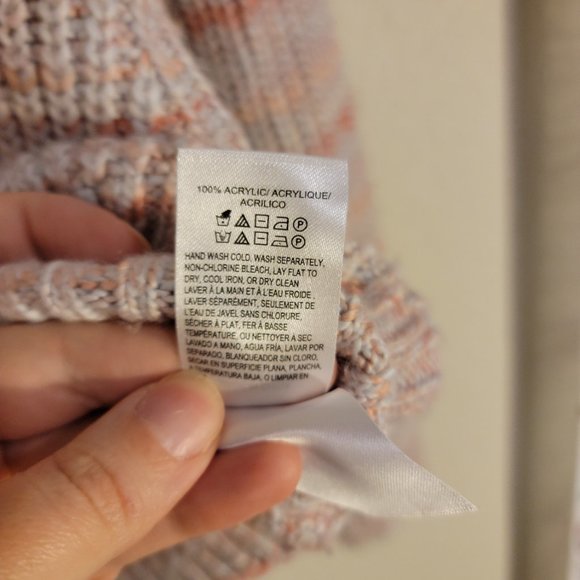 100% ACRYLIC/ ACRYLIQUE/
ACRILICO
P
P
HAND WASH COLD, WASH SEPARATELY,
NON-CHLORINE BLEACH, LAY FLAT TO
DRY, COOL IRON, OR DRY CLEAN
LAVER À LA MAIN ET À L'EAU FROIDE ,
LAVER SÉPARÉMENT, SEULEMENT DE
L'EAU DE JAVEL SANS CLORURE,
SÉCHER À PLAT, FER À BASSE
TEMPÉRATURE, OU NETTOYER À SEC
LAVADO A MANO, AGUA FRÍA, LAVAR POR
SEPARADO, BLANQUEADOR SIN CLORO,
SECAR EN SUPERFICIE PLANA, PLANCHA,
A TEMPERATURA BAJA, O LIMPIAR EN